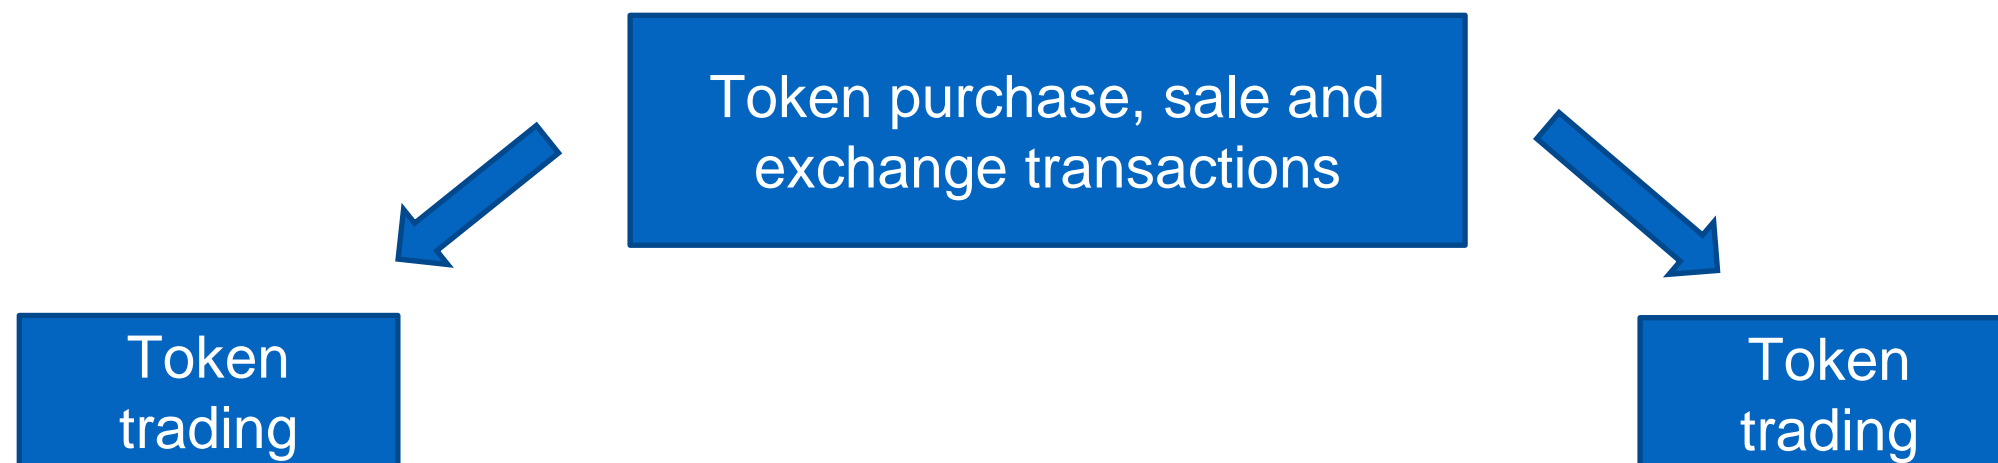 Token purchase, sale and
exchange transactions
Token
trading
Token
trading